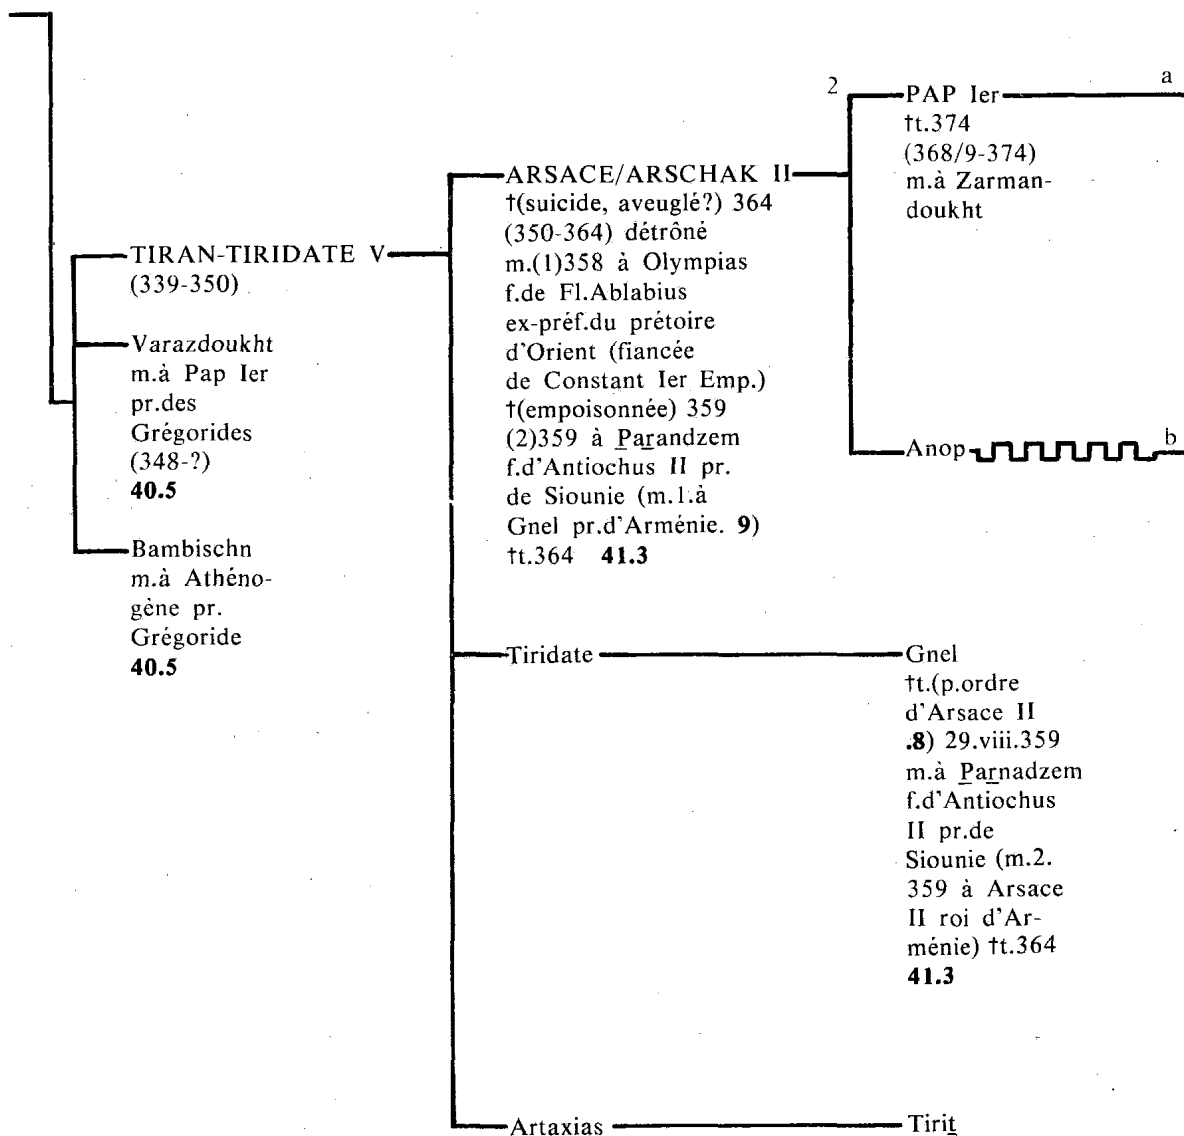 TIRAN-TIRIDATE V
(339-350)
Varazdoukht
m.à Pap Ier
pr.des
Grégorides
(348-?)
40.5
Bambischn
m.à Athéno-
gène pr.
Grégoride
40.5
ARSACE/ARSCHAK II
†(suicide, aveuglé?) 364
(350-364) détrôné
m.(1)358 à Olympias
f.de Fl.Ablabius
ex-préf.du prétoire
d'Orient (fiancée
de Constant Ier Emp.)
†(empoisonnée) 359
(2)359 à Parandzem
f.d'Antiochus II pr.
de Siounie (m.1.à
Gnel pr.d'Arménie. 9)
†t.364 41.3
Tiridate
Artaxias
2
PAP Ier
†t.374
(368/9-374)
m.à Zarman-
doukht
a
Anop
b
Gnel
†t.(p.ordre
d'Arsace II
.8) 29.viii.359
m.à Parnadzem
f.d'Antiochus
II pr.de
Siounie (m.2.
359 à Arsace
II roi d'Ar-
ménie) †t.364
41.3
Tirit